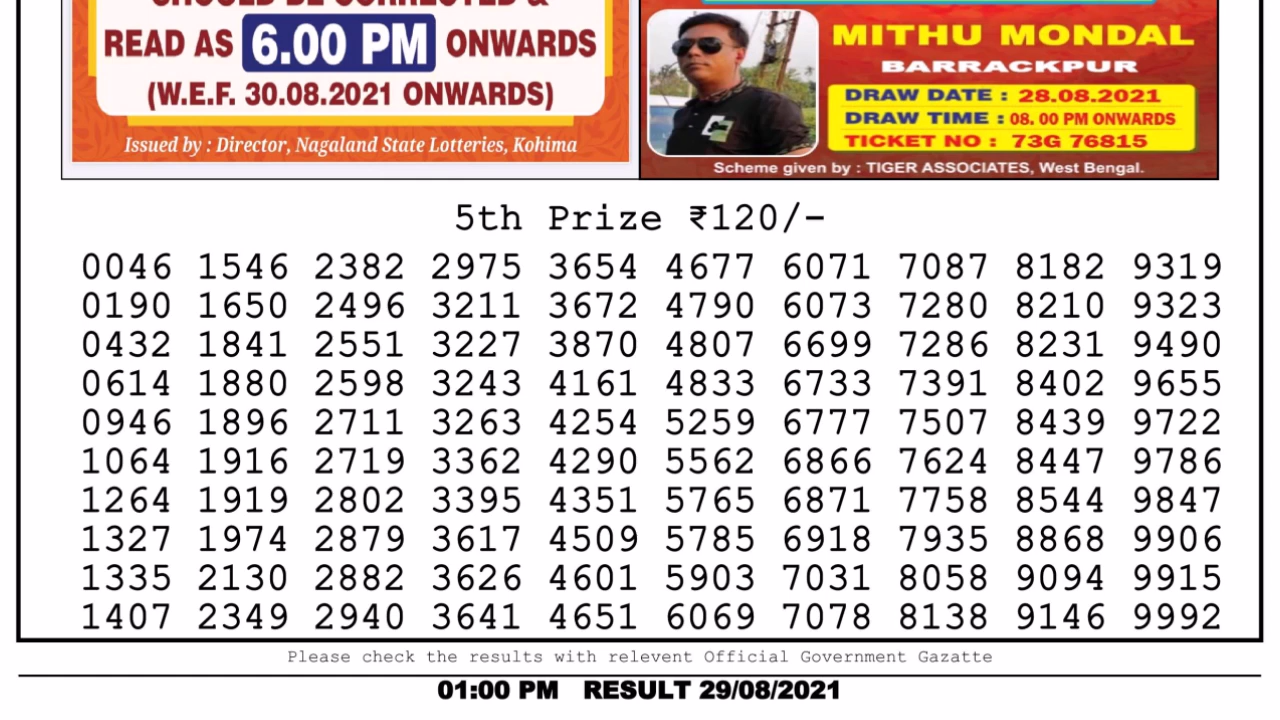 SHOULD BE CORRECTED &
READ AS 6.00 PM ONWARDS
(W.E.F. 30.08.2021 ONWARDS)
Issued by : Director, Nagaland State Lotteries, Kohima
MITHU MONDAL
BARRACKPUR
DRAW DATE : 28.08.2021
DRAW TIME : 08. 00 PM ONWARDS
TICKET NO : 73G 76815
Scheme given by : TIGER ASSOCIATES, West Bengal.
5th Prize ₹120/-
0046 1546 2382 2975 3654 4677 6071 7087 8182 9319
0190 1650 2496 3211 3672 4790 6073 7280 8210 9323
0432 1841 2551 3227 3870 4807 6699 7286 8231 9490
0614 1880 2598 3243 4161 4833 6733 7391 8402 9655
0946 1896 2711 3263 4254 5259 6777 7507 8439 9722
1064 1916 2719 3362 4290 5562 6866 7624 8447 9786
1264 1919 2802 3395 4351 5765 6871 7758 8544 9847
1327 1974 2879 3617 4509 5785 6918 7935 8868 9906
1335 2130 2882 3626 4601 5903 7031 8058 9094 9915
1407 2349 2940 3641 4651 6069 7078 8138 9146 9992
Please check the results with relevent Official Government Gazatte
01:00 PM RESULT 29/08/2021